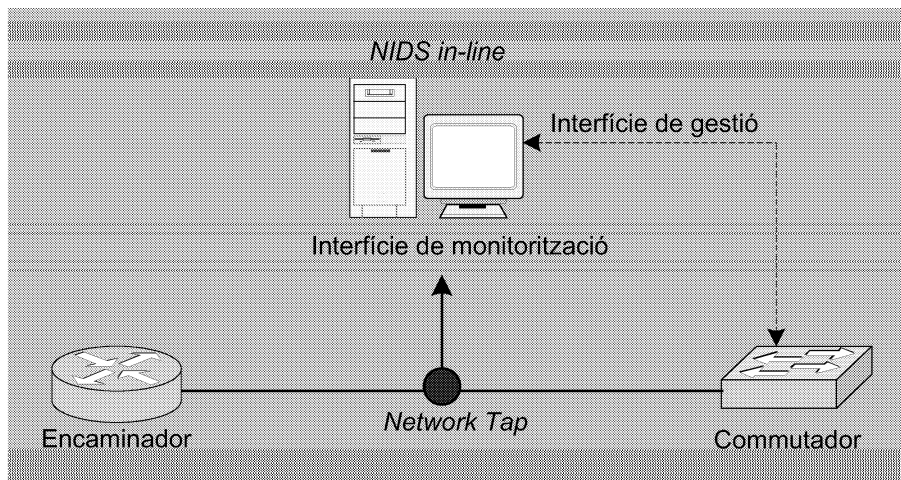 NIDS in-line
Interfície de gestió
Interfície de monitorització
Network Tap
Encaminador
Commutador